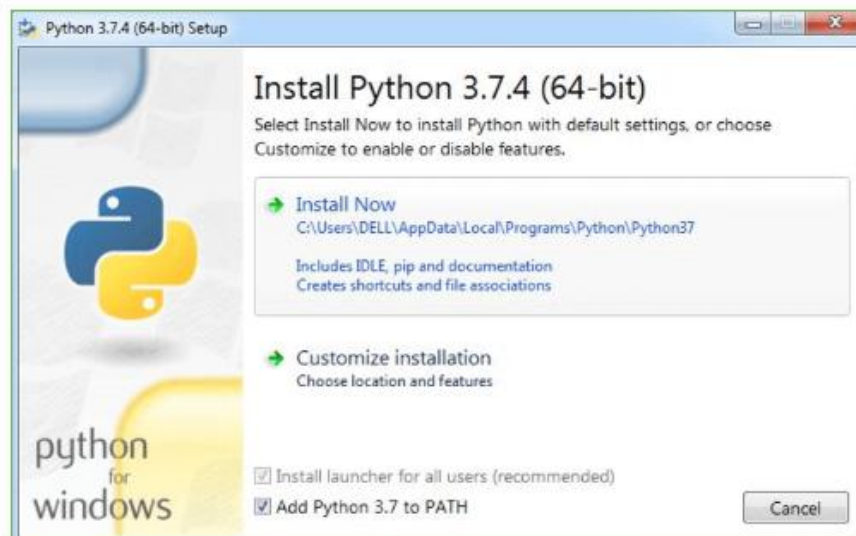 Python 3.7.4 (64-bit) Setup
Install Python 3.7.4 (64-bit)
Select Install Now to install Python with default settings, or choose
Customize to enable or disable features.
Install Now
C:\Users\DELL\AppData\Local\Programs\Python\Python37
Includes IDLE, pip and documentation
Creates shortcuts and file associations
Customize installation
Choose location and features
python
for
windows
Install launcher for all users (recommended)
Add Python 3.7 to PATH
Cancel